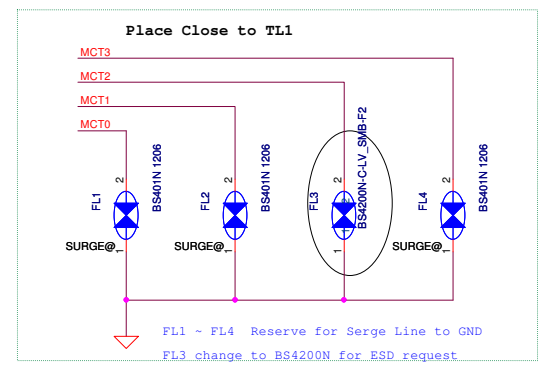 Place Close to TL1
MCT3
MCT2
MCT1
MCT0
FL1
2
BS401N 1206
SURGE@
1
FL2
2
BS401N 1206
SURGE@
1
FL3
2
BS4200N-C-LV_SMB-F2
1
2
1
FL4
2
BS401N 1206
SURGE@
1
FL1 ~ FL4 Reserve for Serge Line to GND
FL3 change to BS4200N for ESD request